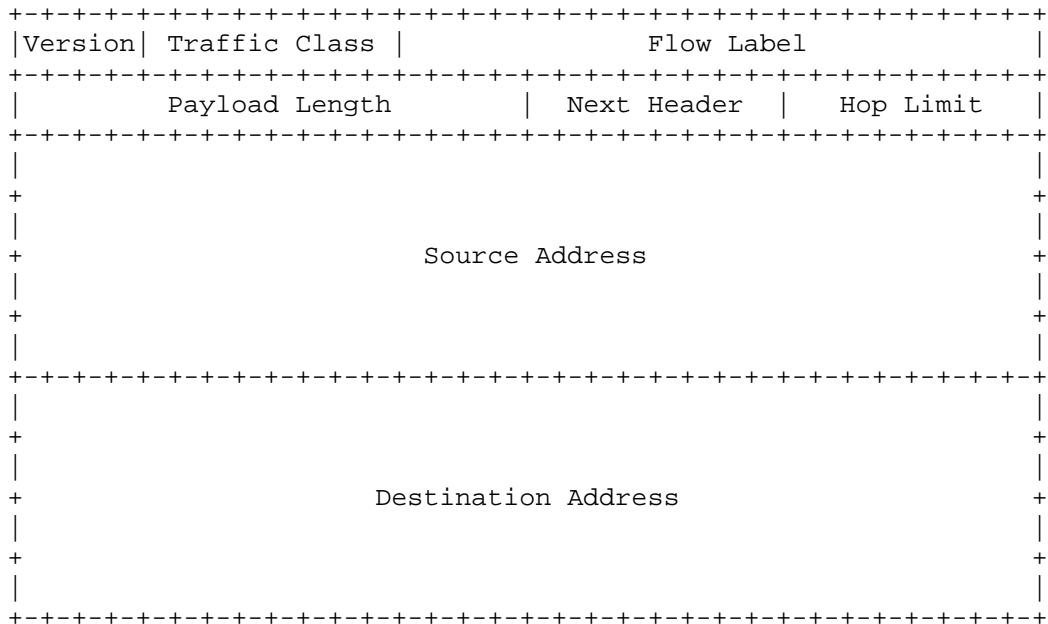 Version Traffic Class Flow Label
Payload Length Next Header Hop Limit
Source Address
Destination Address